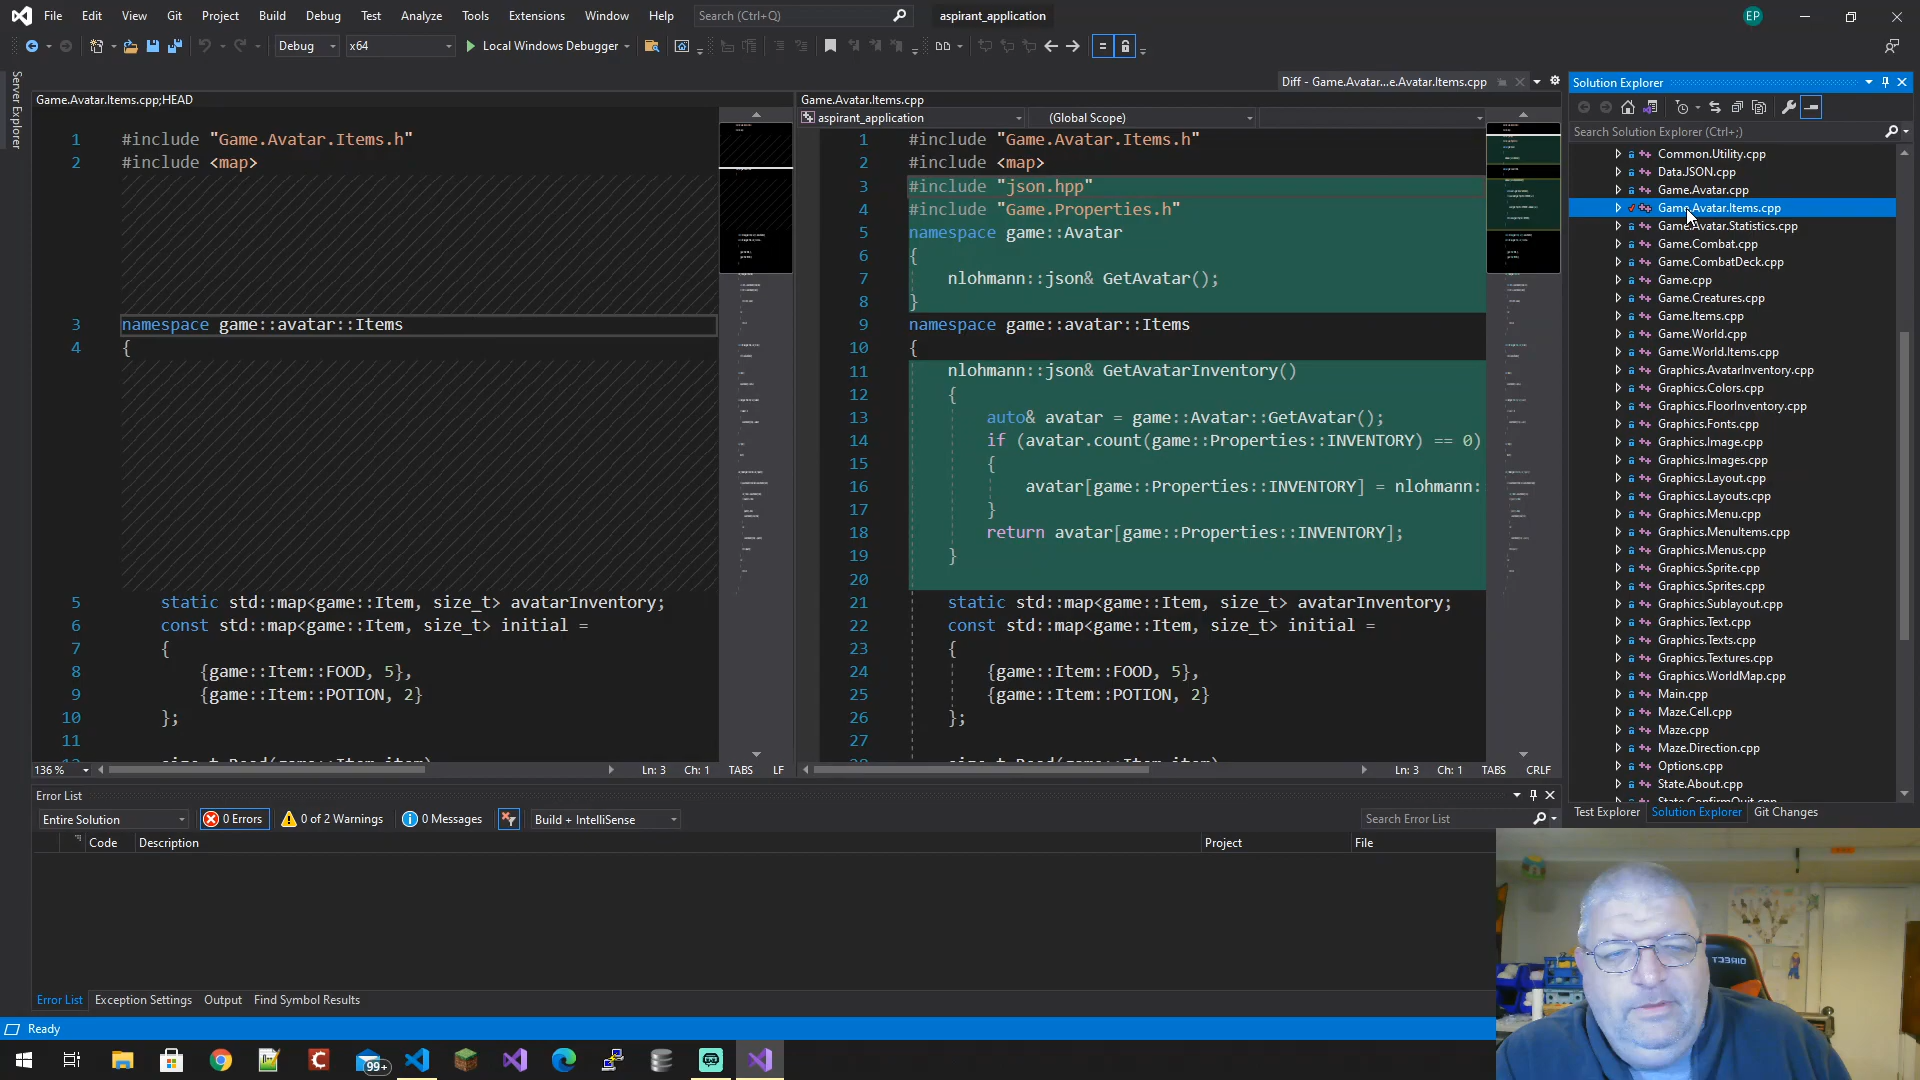 File Edit View Git Project Build Debug Test Analyze Tools Extensions Window Help Search (Ctrl+Q) aspirant_application EP
Debug x64 Local Windows Debugger
Server Explorer
Diff - Game.Avatar...e.Avatar.Items.cpp
Game.Avatar.Items.cpp;HEAD
1 #include "Game.Avatar.Items.h"
2 #include <map>
3 namespace game::avatar::Items
4 {
5 static std::map<game::Item, size_t> avatarInventory;
6 const std::map<game::Item, size_t> initial =
7 {
8 {game::Item::FOOD, 5},
9 {game::Item::POTION, 2}
10 };
11
136 % Ln: 3 Ch: 1 TABS LF
Game.Avatar.Items.cpp
aspirant_application (Global Scope)
1 #include "Game.Avatar.Items.h"
2 #include <map>
3 #include "json.hpp"
4 #include "Game.Properties.h"
5 namespace game::Avatar
6 {
7 nlohmann::json& GetAvatar();
8 }
9 namespace game::avatar::Items
10 {
11 nlohmann::json& GetAvatarInventory()
12 {
13 auto& avatar = game::Avatar::GetAvatar();
14 if (avatar.count(game::Properties::INVENTORY) == 0)
15 {
16 avatar[game::Properties::INVENTORY] = nlohmann:
17 }
18 return avatar[game::Properties::INVENTORY];
19 }
20
21 static std::map<game::Item, size_t> avatarInventory;
22 const std::map<game::Item, size_t> initial =
23 {
24 {game::Item::FOOD, 5},
25 {game::Item::POTION, 2}
26 };
27
Ln: 3 Ch: 1 TABS CRLF
Solution Explorer
Search Solution Explorer (Ctrl+;)
Common.Utility.cpp
Data.JSON.cpp
Game.Avatar.cpp
Game.Avatar.Items.cpp
Game.Avatar.Statistics.cpp
Game.Combat.cpp
Game.CombatDeck.cpp
Game.cpp
Game.Creatures.cpp
Game.Items.cpp
Game.World.cpp
Game.World.Items.cpp
Graphics.AvatarInventory.cpp
Graphics.Colors.cpp
Graphics.FloorInventory.cpp
Graphics.Fonts.cpp
Graphics.Image.cpp
Graphics.Images.cpp
Graphics.Layout.cpp
Graphics.Layouts.cpp
Graphics.Menu.cpp
Graphics.MenuItems.cpp
Graphics.Menus.cpp
Graphics.Sprite.cpp
Graphics.Sprites.cpp
Graphics.Sublayout.cpp
Graphics.Text.cpp
Graphics.Texts.cpp
Graphics.Textures.cpp
Graphics.WorldMap.cpp
Main.cpp
Maze.Cell.cpp
Maze.cpp
Maze.Direction.cpp
Options.cpp
State.About.cpp
State.ConfirmQuit.cpp
Test Explorer Solution Explorer Git Changes
Error List
Entire Solution 0 Errors 0 of 2 Warnings 0 Messages Build + IntelliSense Search Error List
Code Description Project File
Error List Exception Settings Output Find Symbol Results
Ready
99+
DIRECT